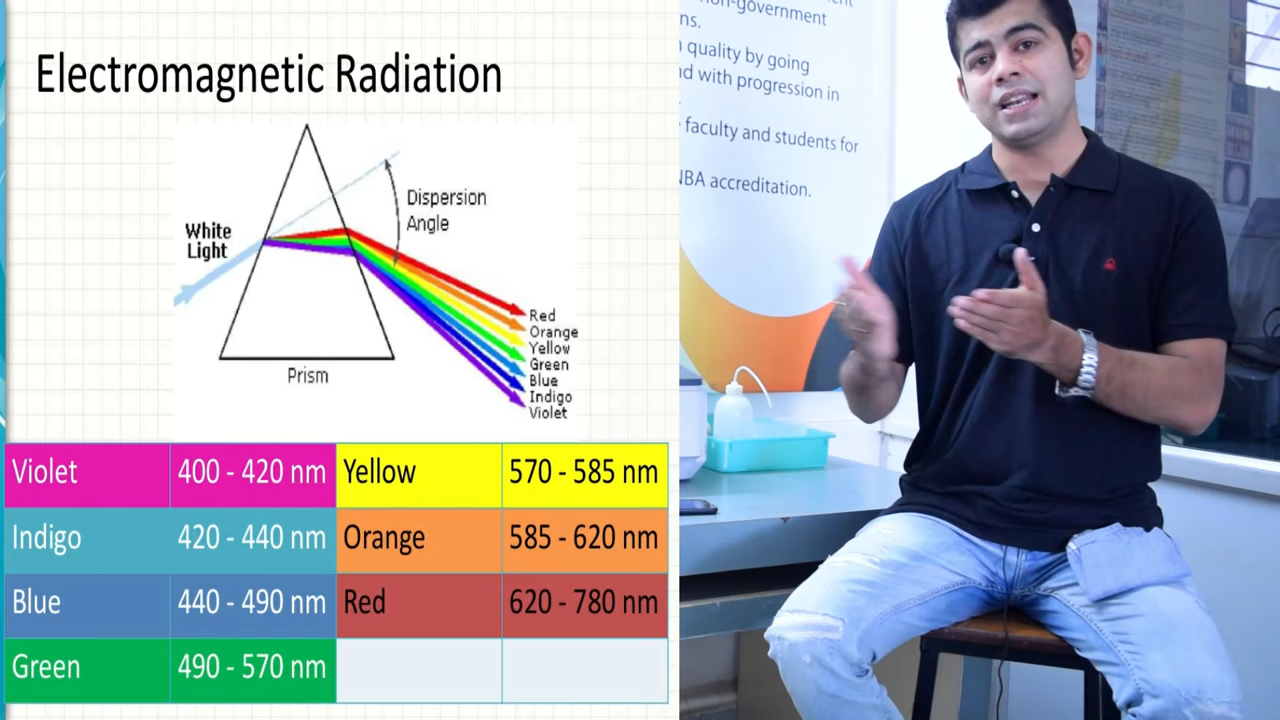 Electromagnetic Radiation
White
Light
Dispersion
Angle
Prism
Red
Orange
Yellow
Green
Blue
Indigo
Violet
Violet 400 - 420 nm Yellow 570 - 585 nm
Indigo 420 - 440 nm Orange 585 - 620 nm
Blue 440 - 490 nm Red 620 - 780 nm
Green 490 - 570 nm
non-government
ns.
quality by going
nd with progression in
faculty and students for
NBA accreditation.